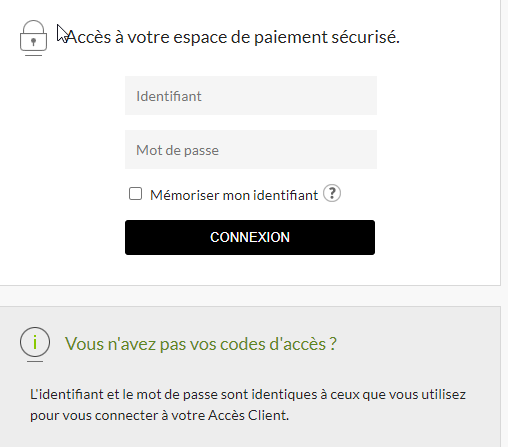 Accès à votre espace de paiement sécurisé.
Identifiant
Mot de passe
Mémoriser mon identifiant ?
CONNEXION
i
Vous n'avez pas vos codes d'accès ?
L'identifiant et le mot de passe sont identiques à ceux que vous utilisez
pour vous connecter à votre Accès Client.